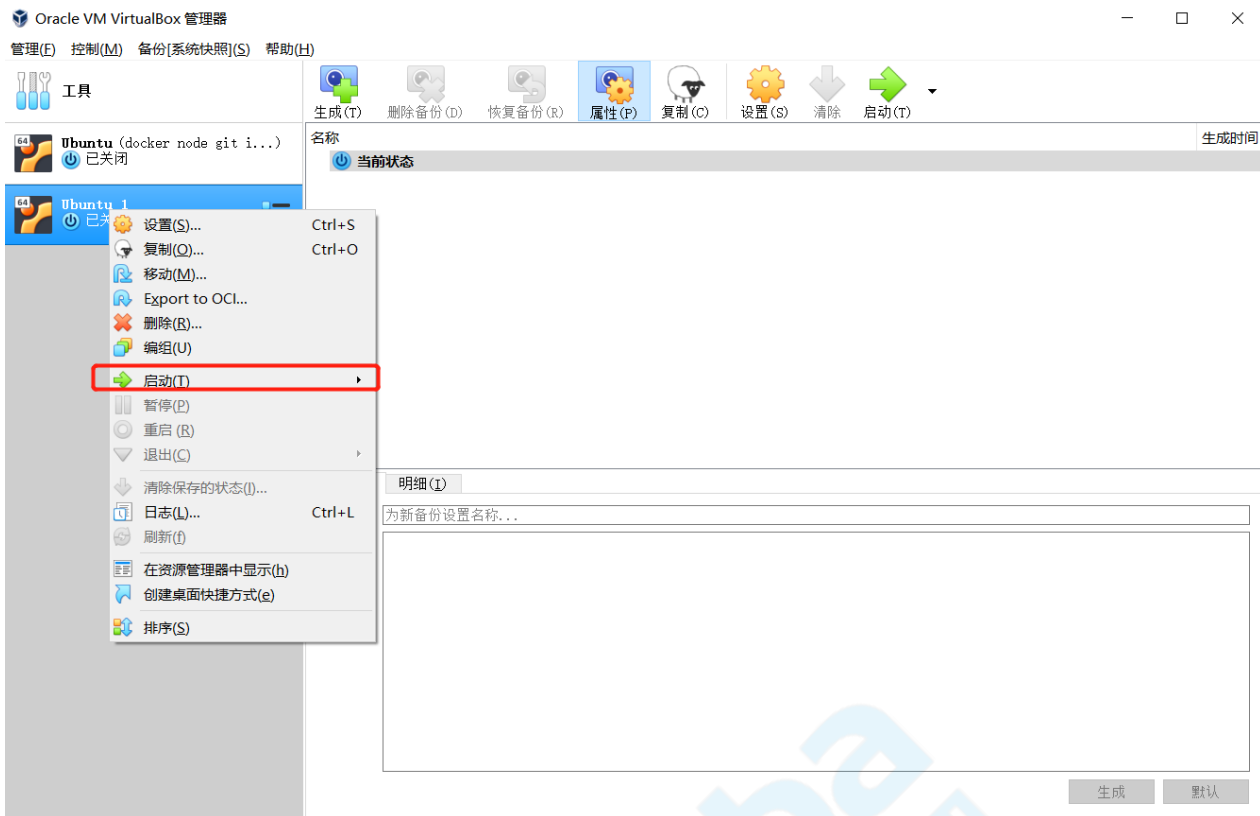 Oracle VM VirtualBox 管理器
管理(F) 控制(M) 备份[系统快照](S) 帮助(H)
工具
生成(T) 删除备份(D) 恢复备份(R) 属性(P) 复制(C) 设置(S) 清除 启动(T)
64 Ubuntu (docker node git i...)
已关闭
名称 生成时间
当前状态
64 Ubuntu 1
已关
设置(S)... Ctrl+S
复制(O)... Ctrl+O
移动(M)...
Export to OCI...
删除(R)...
编组(U)
启动(T)
暂停(P)
重启 (R)
退出(C)
清除保存的状态(I)...
日志(L)... Ctrl+L
刷新(f)
在资源管理器中显示(h)
创建桌面快捷方式(e)
排序(S)
明细(I)
为新备份设置名称...
生成 默认